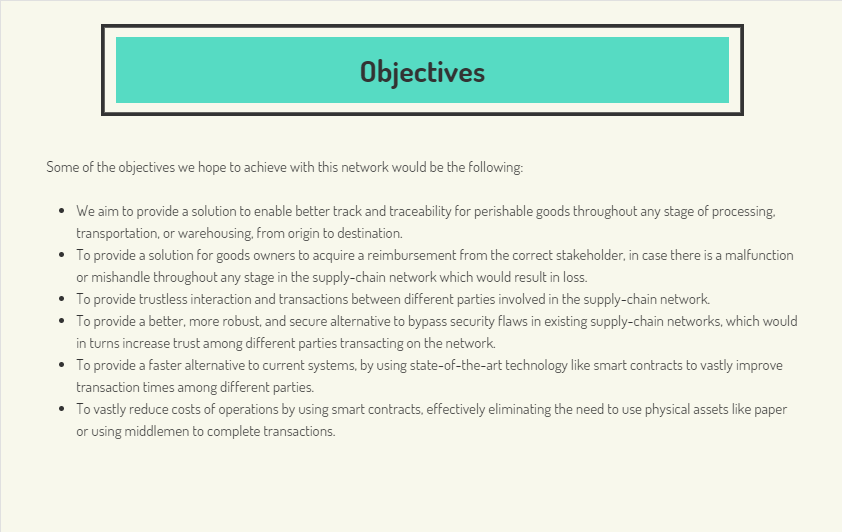 Objectives
Some of the objectives we hope to achieve with this network would be the following:
• We aim to provide a solution to enable better track and traceability for perishable goods throughout any stage of processing,
transportation, or warehousing, from origin to destination.
• To provide a solution for goods owners to acquire a reimbursement from the correct stakeholder, in case there is a malfunction
or mishandle throughout any stage in the supply-chain network which would result in loss.
• To provide trustless interaction and transactions between different parties involved in the supply-chain network.
• To provide a better, more robust, and secure alternative to bypass security flaws in existing supply-chain networks, which would
in turns increase trust among different parties transacting on the network.
• To provide a faster alternative to current systems, by using state-of-the-art technology like smart contracts to vastly improve
transaction times among different parties.
• To vastly reduce costs of operations by using smart contracts, effectively eliminating the need to use physical assets like paper
or using middlemen to complete transactions.